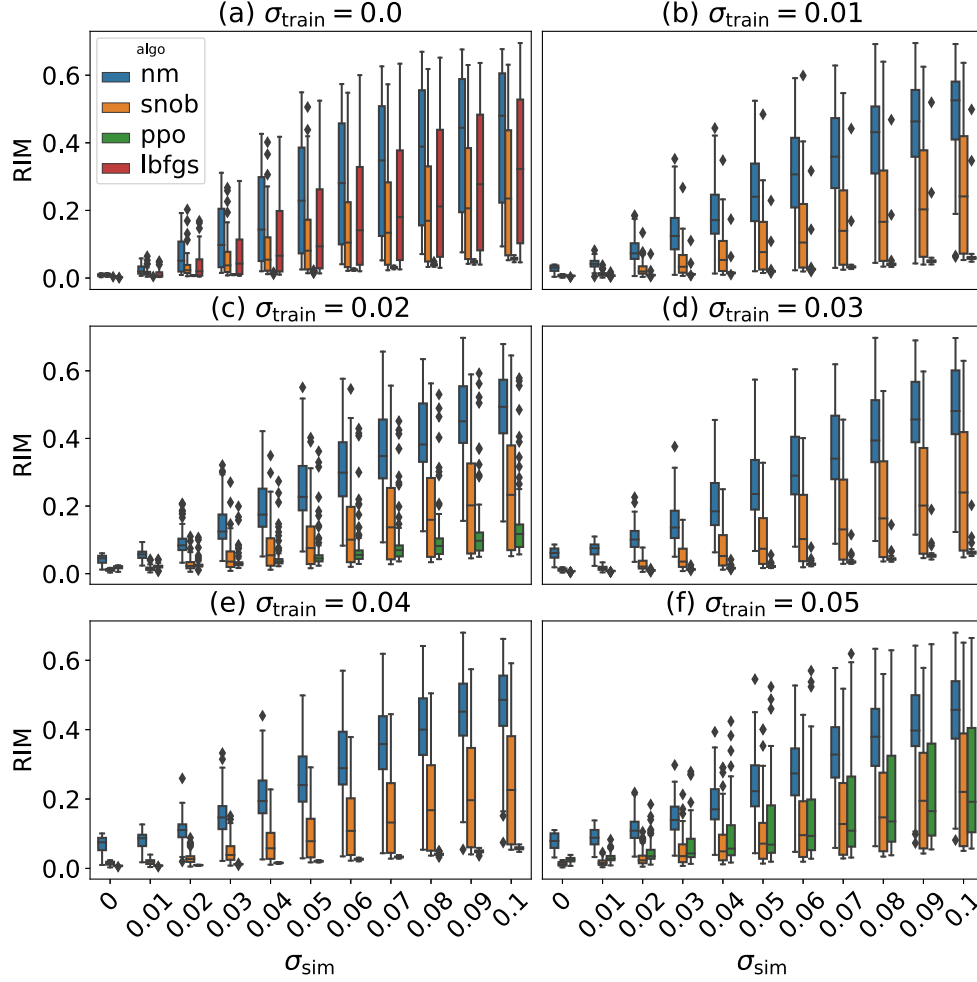 (a) σtrain = 0.0
(b) σtrain = 0.01
RIM
0.6
0.4
0.2
0.0
algo
nm
snob
ppo
lbfgs
(c) σtrain = 0.02
(d) σtrain = 0.03
RIM
0.6
0.4
0.2
0.0
(e) σtrain = 0.04
(f) σtrain = 0.05
RIM
0.6
0.4
0.2
0.0
0 0.01 0.02 0.03 0.04 0.05 0.06 0.07 0.08 0.09 0.1
0 0.01 0.02 0.03 0.04 0.05 0.06 0.07 0.08 0.09 0.1
σsim
σsim